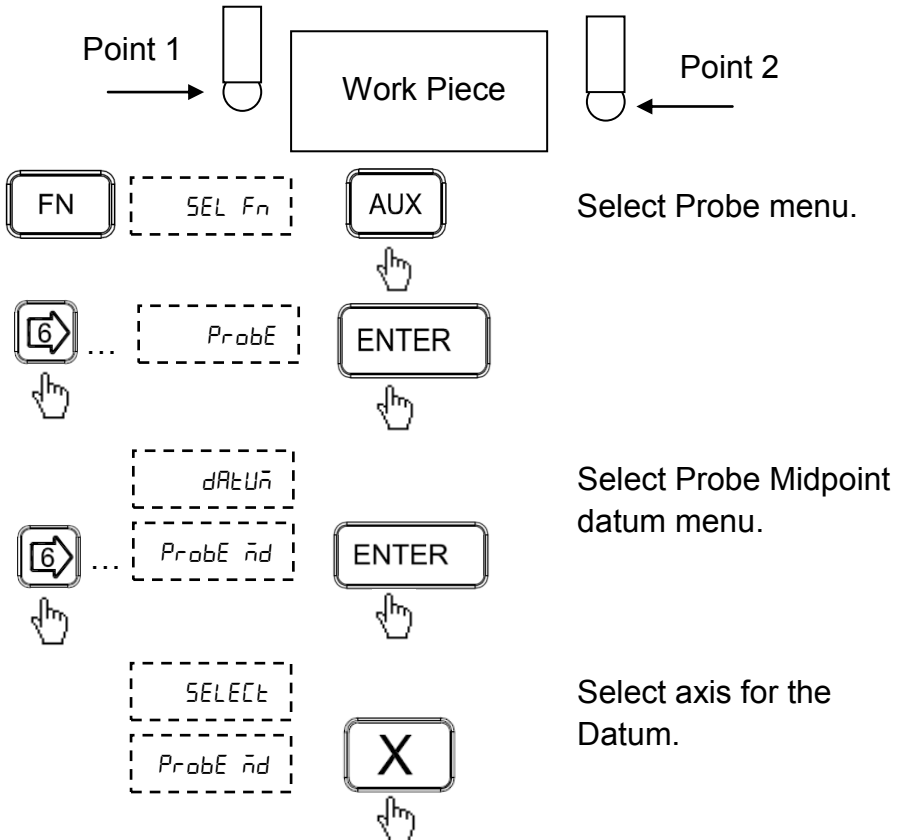 Point 1
Work Piece
Point 2
FN
SEL Fn
AUX
Select Probe menu.
6
...
ProbE
ENTER
dAtUm
6
...
ProbE md
ENTER
Select Probe Midpoint
datum menu.
SELECt
ProbE md
X
Select axis for the
Datum.